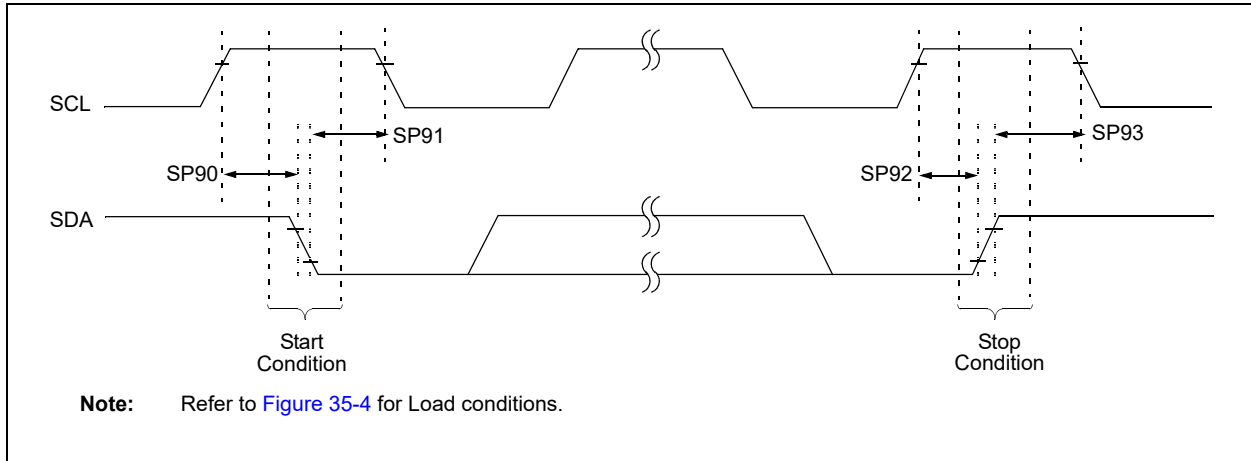 SCL
SP91
SP93
SP90
SP92
SDA
Start
Condition
Stop
Condition
Note: Refer to Figure 35-4 for Load conditions.